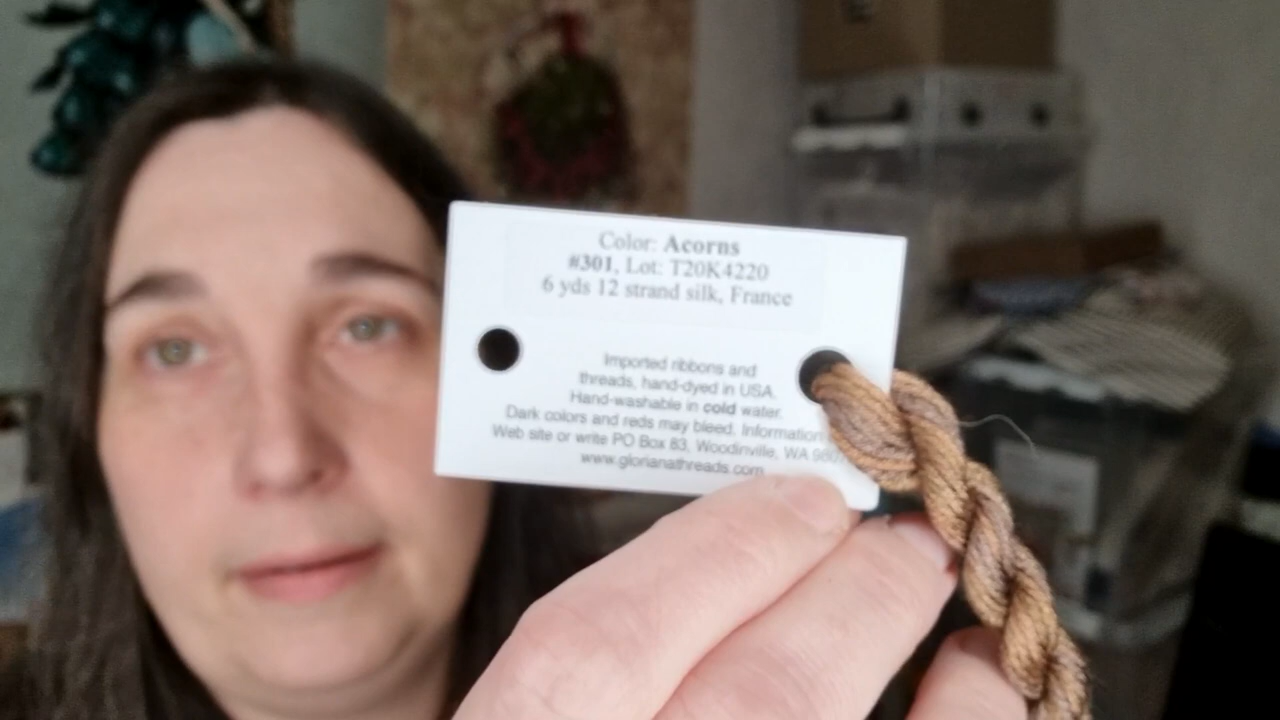 Color: Acorns
#301, Lot: T20K4220
6 yds 12 strand silk, France
Imported ribbons and
threads, hand-dyed in USA.
Hand-washable in cold water.
Dark colors and reds may bleed. Information
Web site or write PO Box 83, Woodinville, WA
www.glorianathreads.com